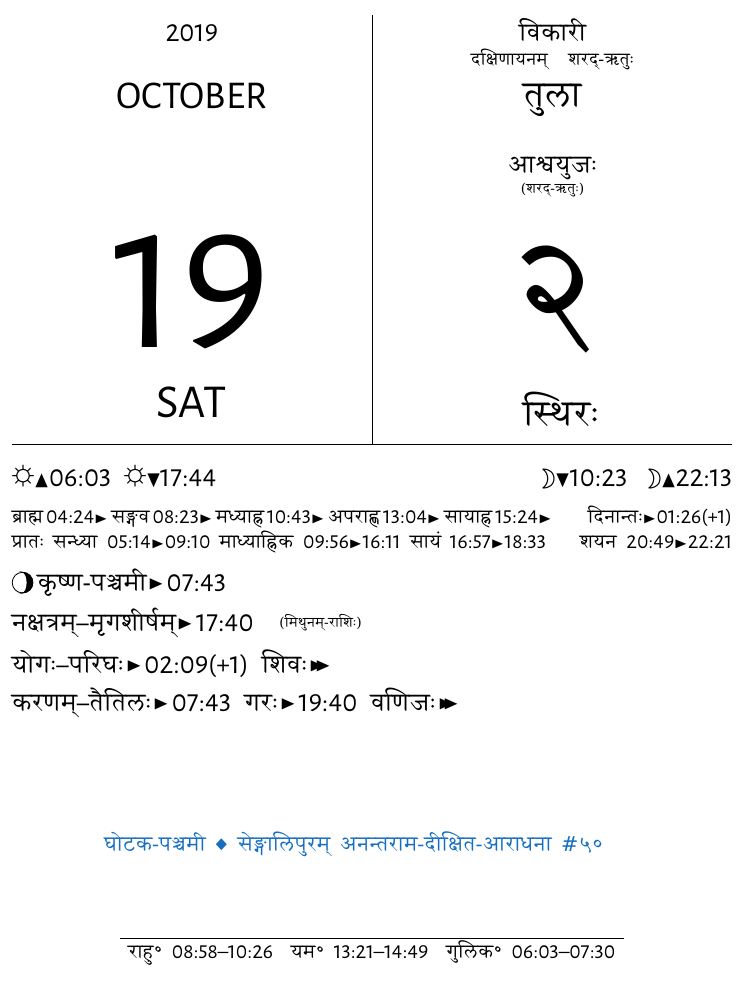 2019
OCTOBER
19
SAT
विकारी
दक्षिणायनम् शरद्-ऋतुः
तुला
आश्वयुजः
(शरद्-ऋतुः)
२
स्थिरः
☼▲06:03 ☼▼17:44 ☽▼10:23 ☽▲22:13
ब्राह्म 04:24► सङ्गव 08:23► मध्याह्न 10:43► अपराह्ण 13:04► सायाह्न 15:24► दिनान्तः►01:26(+1)
प्रातः सन्ध्या 05:14►09:10 माध्याह्निक 09:56►16:11 सायं 16:57►18:33 शयन 20:49►22:21
🌖कृष्ण-पञ्चमी►07:43
नक्षत्रम्–मृगशीर्षम्►17:40 (मिथुनम्-राशिः)
योगः–परिघः►02:09(+1) शिवः►►
करणम्–तैतिलः►07:43 गरः►19:40 वणिजः►►
घोटक-पञ्चमी ◆ सेङ्गालिपुरम् अनन्तराम-दीक्षित-आराधना #५०
राहु° 08:58–10:26 यम° 13:21–14:49 गुलिक° 06:03–07:30